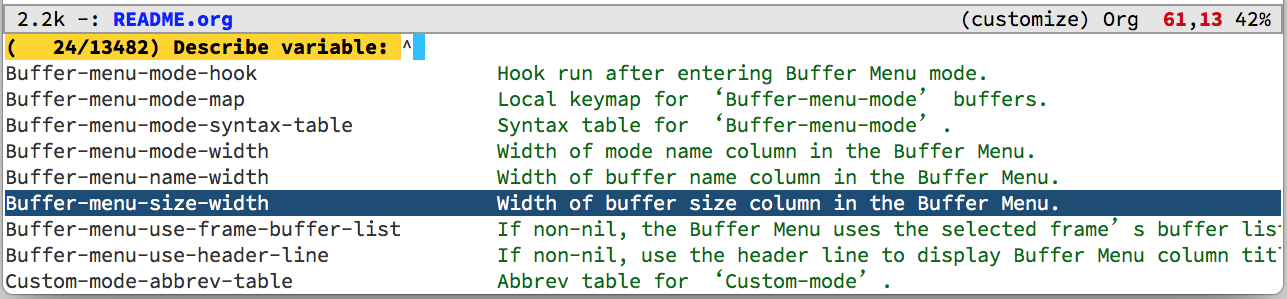 2.2k -: README.org (customize) Org 61,13 42%
( 24/13482) Describe variable: ^
Buffer-menu-mode-hook Hook run after entering Buffer Menu mode.
Buffer-menu-mode-map Local keymap for ‘Buffer-menu-mode’ buffers.
Buffer-menu-mode-syntax-table Syntax table for ‘Buffer-menu-mode’.
Buffer-menu-mode-width Width of mode name column in the Buffer Menu.
Buffer-menu-name-width Width of buffer name column in the Buffer Menu.
Buffer-menu-size-width Width of buffer size column in the Buffer Menu.
Buffer-menu-use-frame-buffer-list If non-nil, the Buffer Menu uses the selected frame’s buffer lis
Buffer-menu-use-header-line If non-nil, use the header line to display Buffer Menu column tit
Custom-mode-abbrev-table Abbrev table for ‘Custom-mode’.